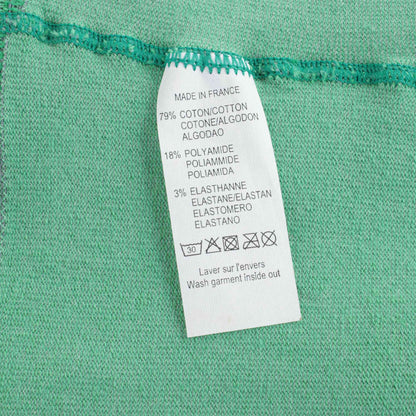 MADE IN FRANCE
79% COTON/COTTON
COTONE/ALGODON
ALGODAO
18% POLYAMIDE
POLIAMMIDE
POLIAMIDA
3% ELASTHANNE
ELASTANE/ELASTAN
ELASTOMERO
ELASTANO
30
Laver sur l'envers
Wash garment inside out